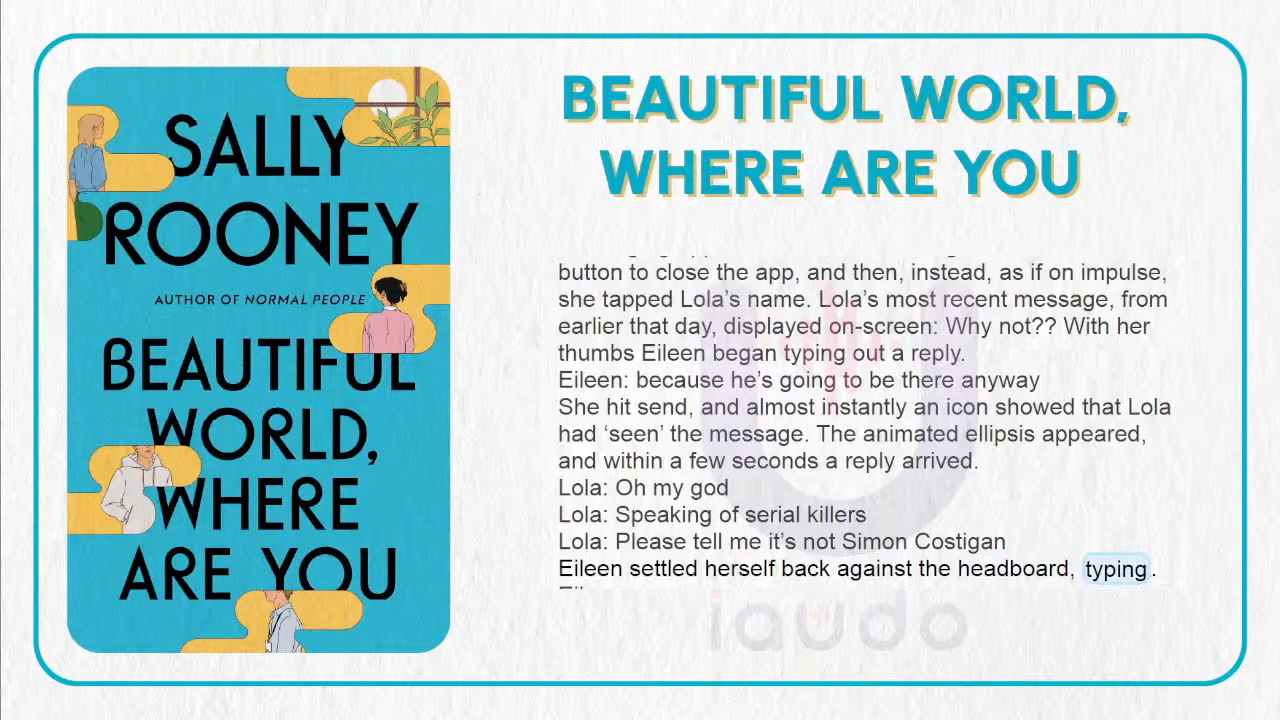 SALLY
ROONEY
AUTHOR OF NORMAL PEOPLE
BEAUTIFUL
WORLD,
WHERE
ARE YOU
BEAUTIFUL WORLD,
WHERE ARE YOU
button to close the app, and then, instead, as if on impulse,
she tapped Lola’s name. Lola’s most recent message, from
earlier that day, displayed on-screen: Why not?? With her
thumbs Eileen began typing out a reply.
Eileen: because he’s going to be there anyway
She hit send, and almost instantly an icon showed that Lola
had ‘seen’ the message. The animated ellipsis appeared,
and within a few seconds a reply arrived.
Lola: Oh my god
Lola: Speaking of serial killers
Lola: Please tell me it’s not Simon Costigan
Eileen settled herself back against the headboard, typing.
iaudo